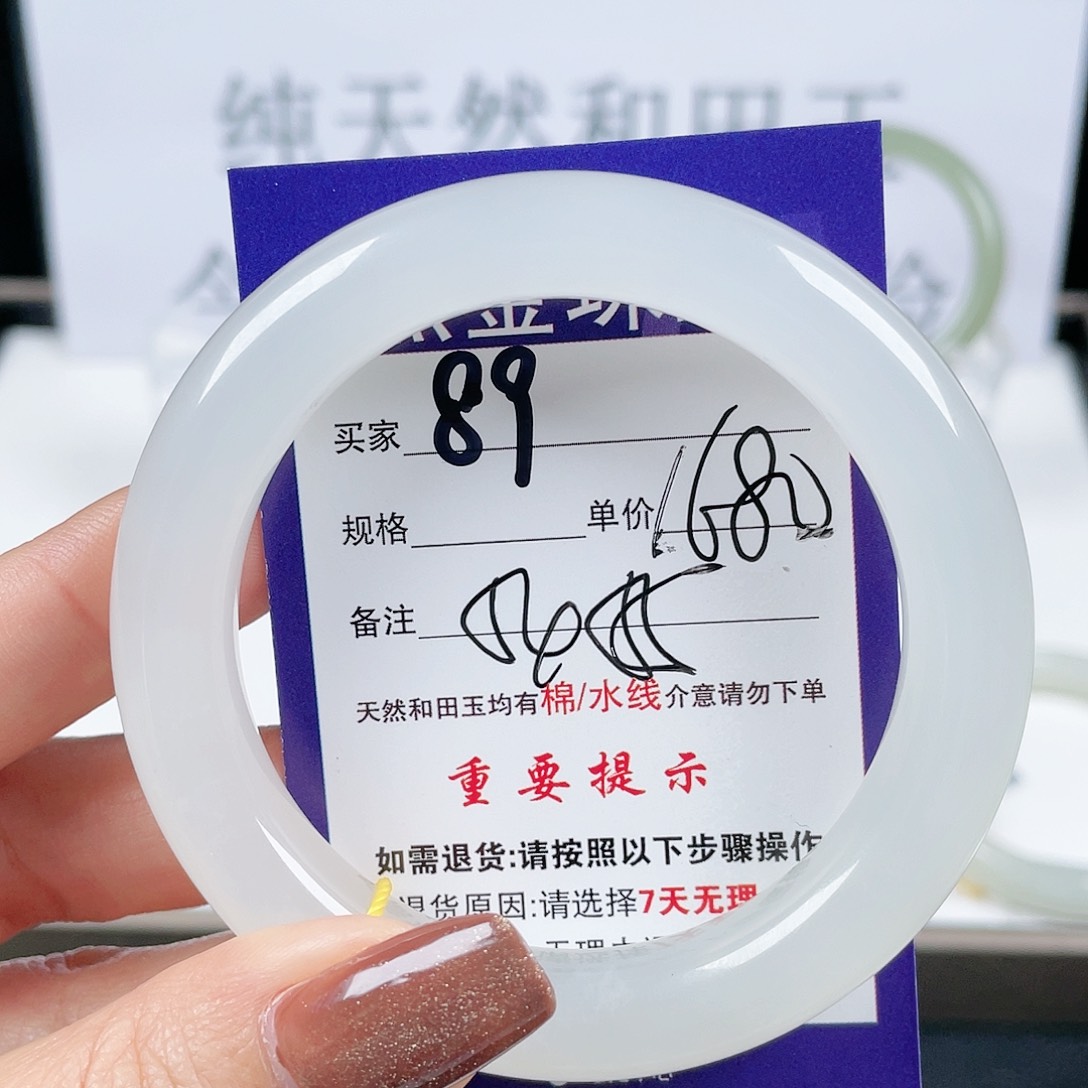 纯天然和田玉
买家 89
规格 单价 1680
备注
天然和田玉均有棉/水线介意请勿下单
重要提示
如需退货:请按照以下步骤操作
退货原因:请选择7天无理